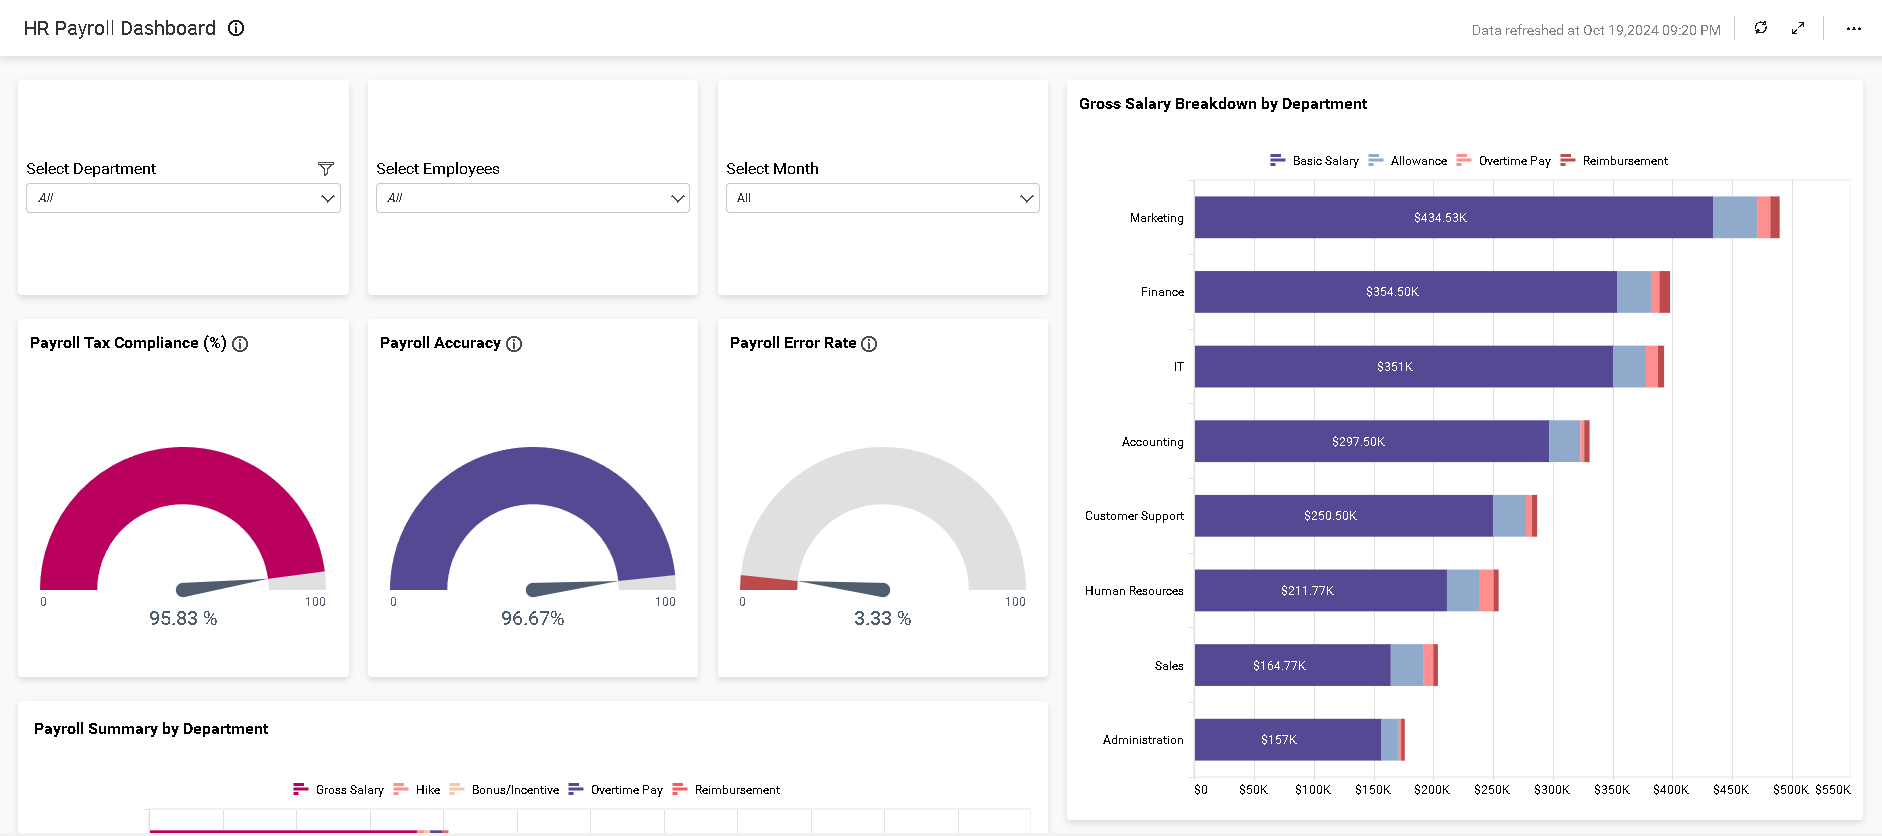 HR Payroll Dashboard
Data refreshed at Oct 19,2024 09:20 PM
Select Department
All
Select Employees
All
Select Month
All
Payroll Tax Compliance (%)
0
100
95.83 %
Payroll Accuracy
0
100
96.67%
Payroll Error Rate
0
100
3.33 %
Gross Salary Breakdown by Department
Basic Salary Allowance Overtime Pay Reimbursement
Marketing $434.53K
Finance $354.50K
IT $351K
Accounting $297.50K
Customer Support $250.50K
Human Resources $211.77K
Sales $164.77K
Administration $157K
$0 $50K $100K $150K $200K $250K $300K $350K $400K $450K $500K $550K
Payroll Summary by Department
Gross Salary Hike Bonus/Incentive Overtime Pay Reimbursement